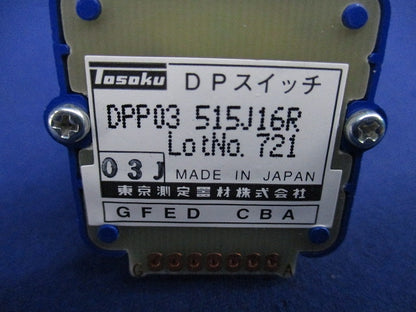 Tosoku DPスイッチ
DPP03 515J16R
LotNo. 721
03J MADE IN JAPAN
東京測定器材株式会社
GFED CBA
G A